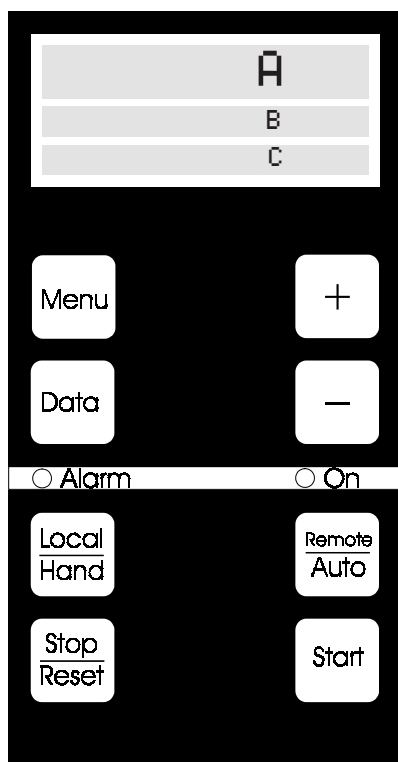 A
B
C
Menu
+
Data
−
Alarm
On
Local
Hand
Remote
Auto
Stop
Reset
Start